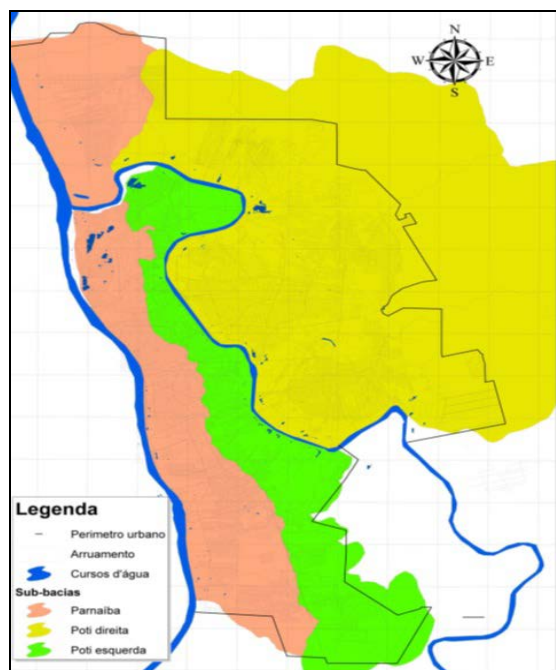 N
W E
S
Legenda
Perimetro urbano
Arruamento
Cursos d'água
Sub-bacias
Parnaíba
Poti direita
Poti esquerda